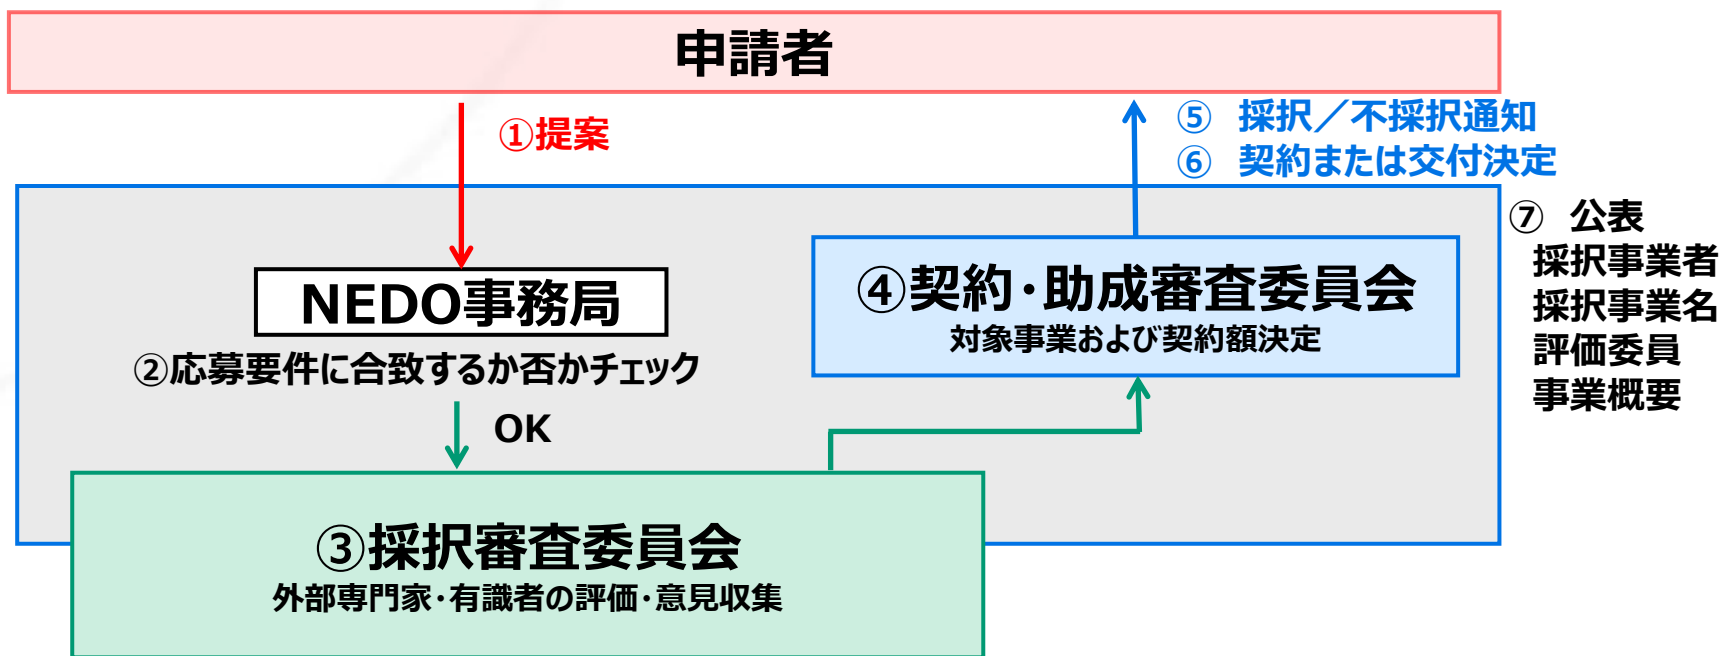 申請者
①提案
⑤ 採択／不採択通知
⑥ 契約または交付決定
NEDO事務局
②応募要件に合致するか否かチェック
OK
③採択審査委員会
外部専門家･有識者の評価･意見収集
④契約･助成審査委員会
対象事業および契約額決定
⑦ 公表
採択事業者
採択事業名
評価委員
事業概要